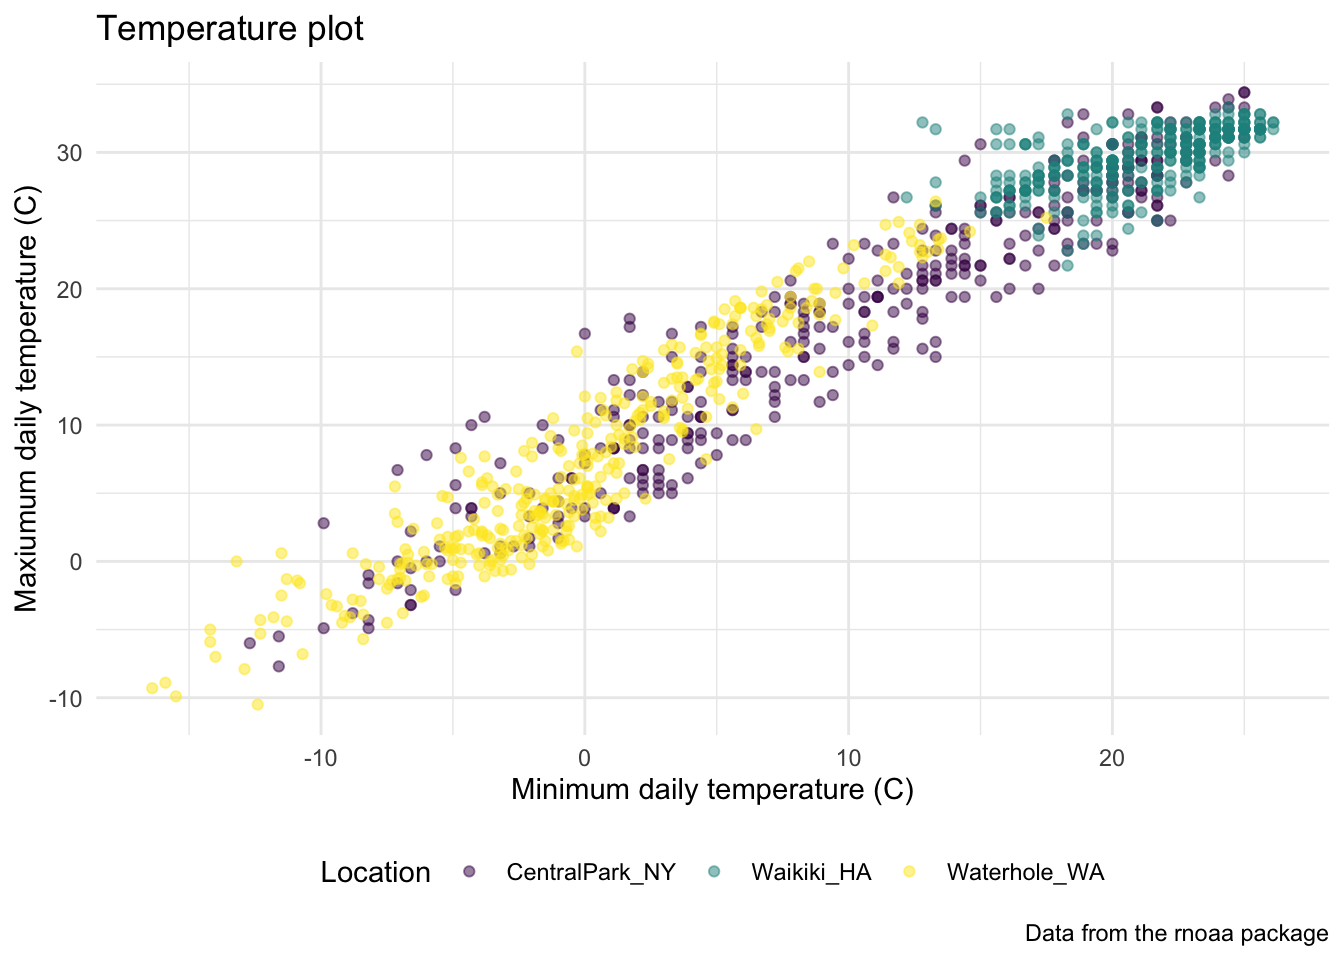 Temperature plot
Maxiumum daily temperature (C)
30
20
10
0
-10
-10 0 10 20
Minimum daily temperature (C)
Location CentralPark_NY Waikiki_HA Waterhole_WA
Data from the rnoaa package